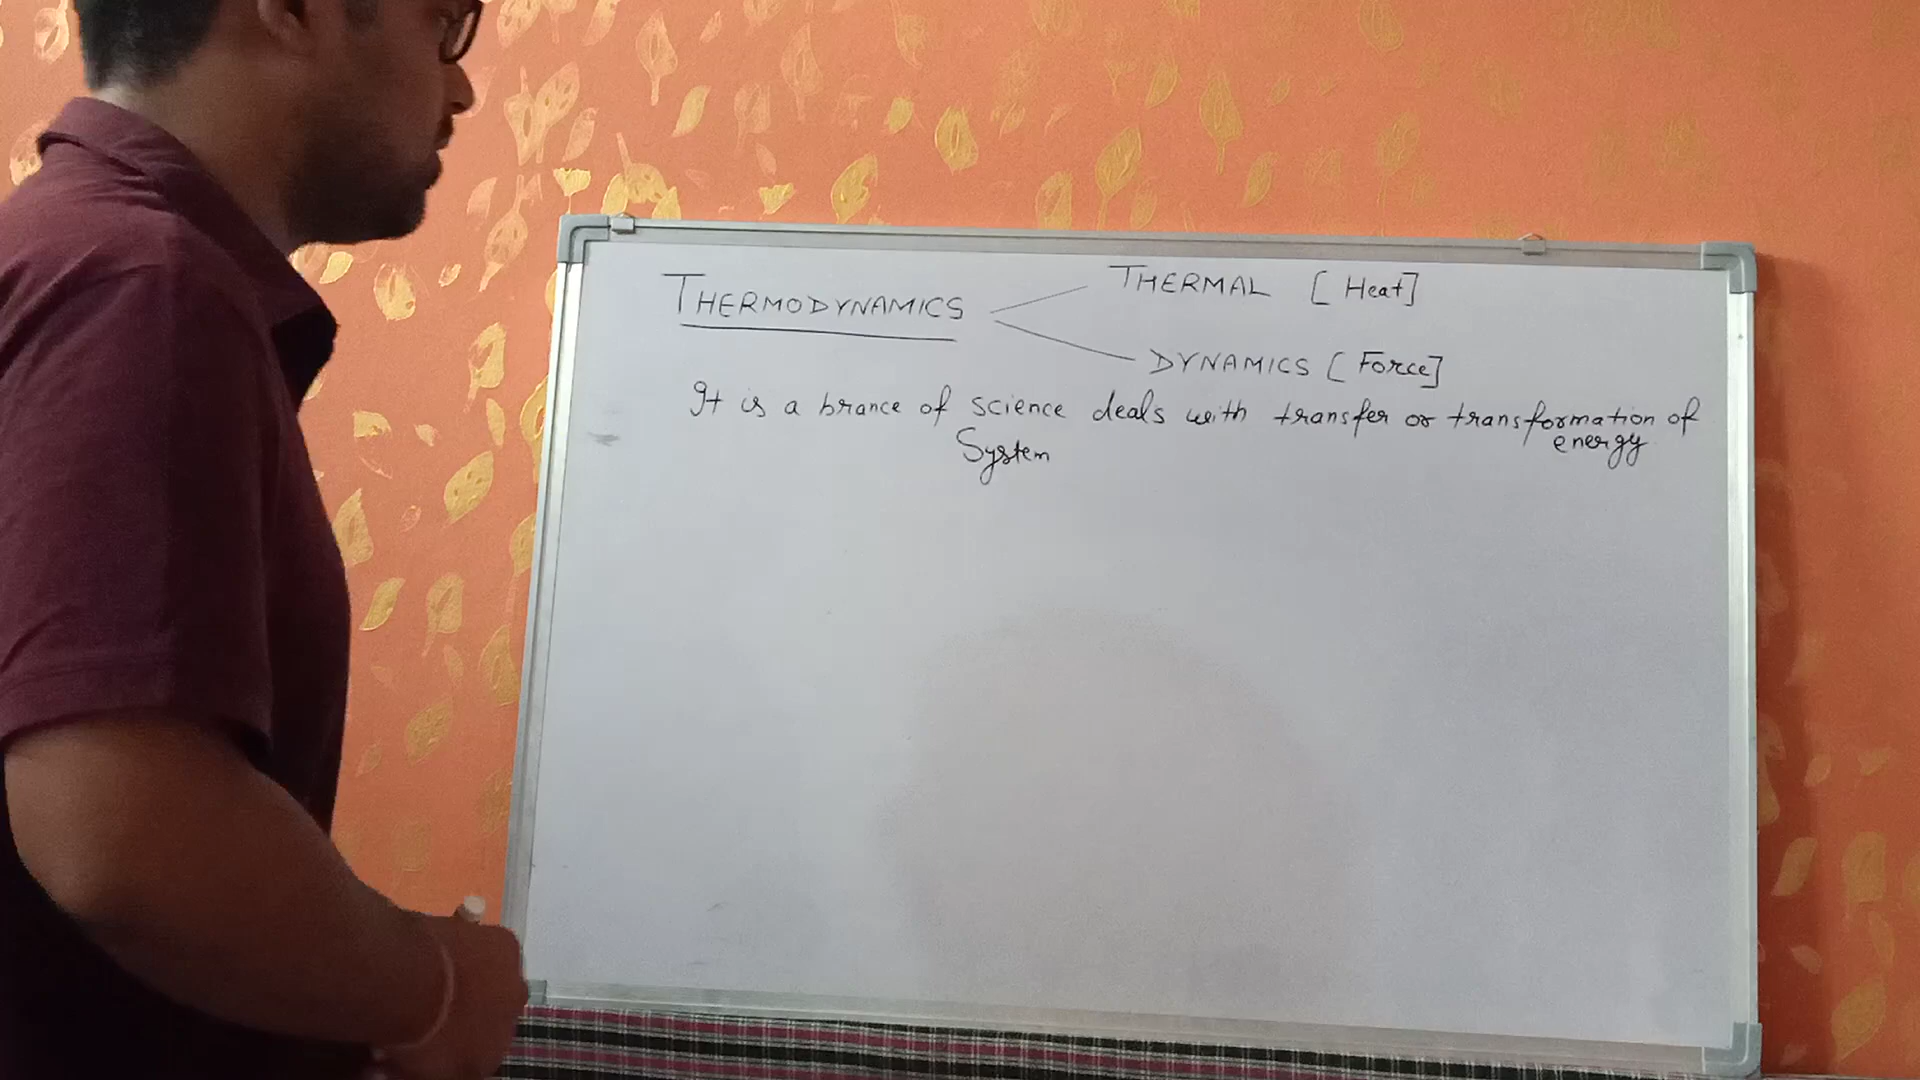 THERMODYNAMICS
THERMAL [Heat]
DYNAMICS [Force]
It is a brance of science deals with transfer or transformation of
energy
System